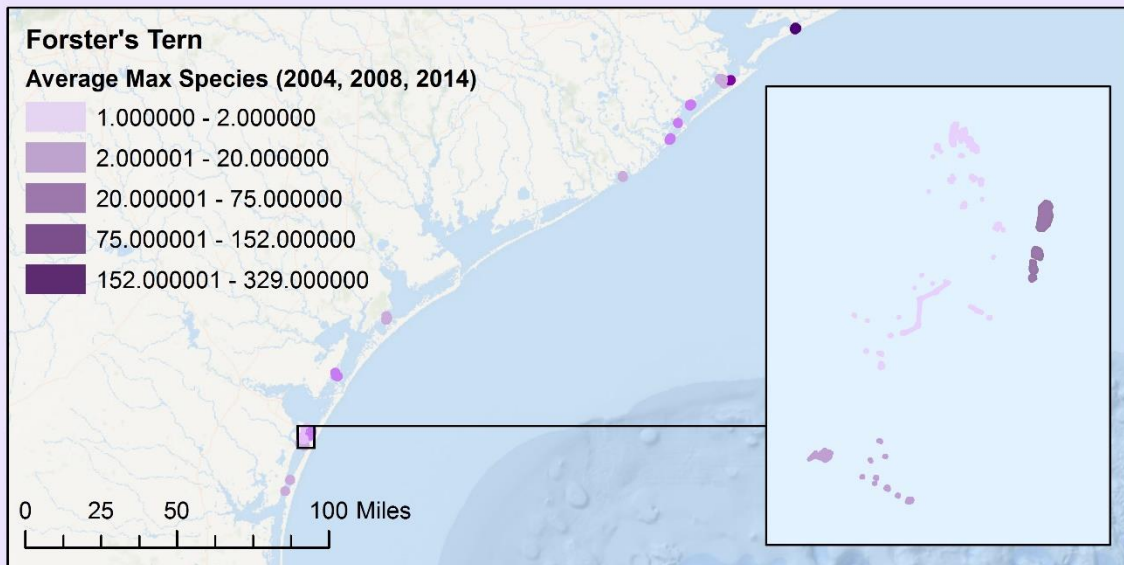 Forster's Tern
Average Max Species (2004, 2008, 2014)
1.000000 - 2.000000
2.000001 - 20.000000
20.000001 - 75.000000
75.000001 - 152.000000
152.000001 - 329.000000
0 25 50 100 Miles